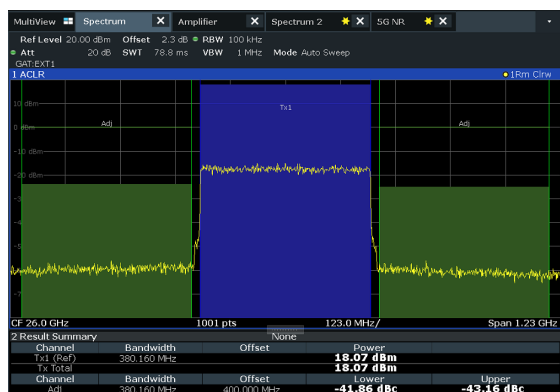 MultiView Spectrum X Amplifier X Spectrum 2 X 5G NR X
Ref Level 20.00 dBm Offset 2.3 dB RBW 100 kHz
Att 20 dB SWT 78.8 ms VBW 1 MHz Mode Auto Sweep
GAT:EXT1
1 ACLR 1Rm Clrw
10 dBm
Tx1
Adj Adj
0 dBm
-10 dBm
-20 dBm
CF 26.0 GHz 1001 pts 123.0 MHz/ Span 1.23 GHz
2 Result Summary None
Channel Bandwidth Offset Power
Tx1 (Ref) 380.160 MHz 18.07 dBm
Tx Total 18.07 dBm
Channel Bandwidth Offset Lower Upper
Adj 380.160 MHz 400.000 MHz -41.86 dBc -43.16 dBc